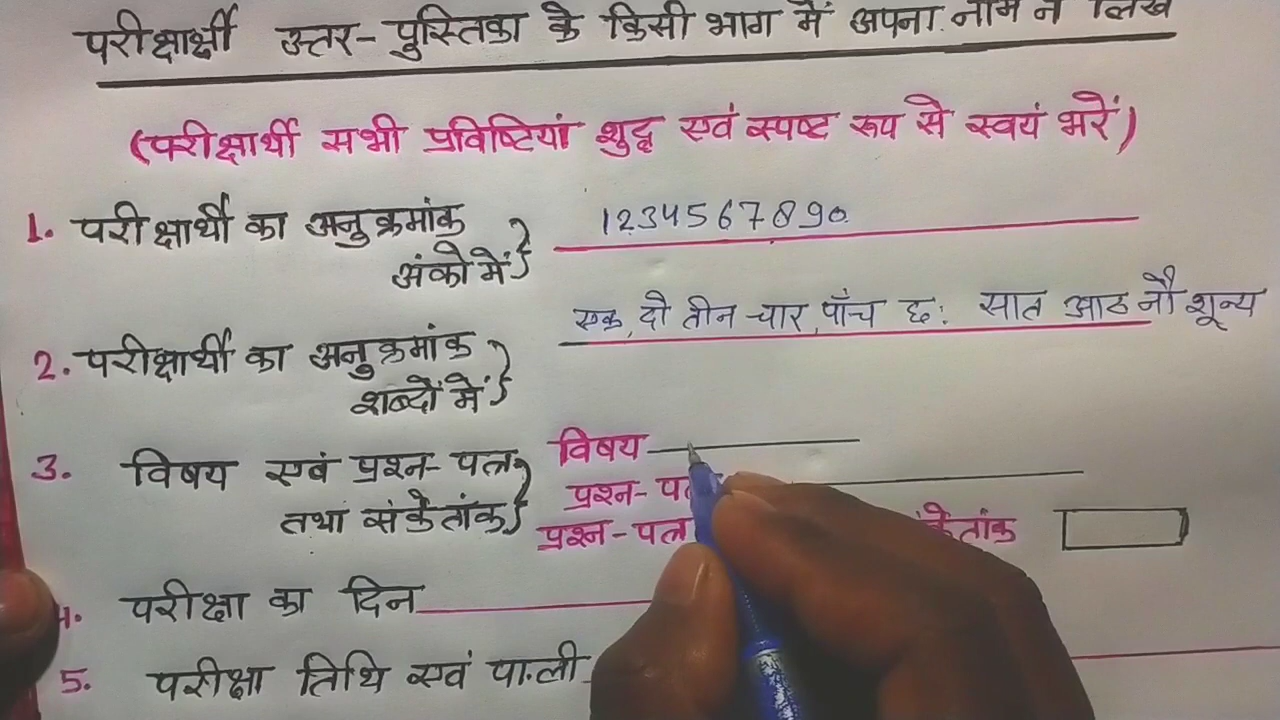 परीक्षार्थी उत्तर-पुस्तिका के किसी भाग में अपना नाम न लिखें
(परीक्षार्थी सभी प्रविष्टियां शुद्ध एवं स्पष्ट रूप से स्वयं भरें)
1. परीक्षार्थी का अनुक्रमांक अंको में} 1234567890
2. परीक्षार्थी का अनुक्रमांक शब्दों में} एक, दो तीन चार, पाँच छ: सात आठ नौ शून्य
3. विषय एवं प्रश्न-पत्र तथा संकेतांक} विषय
प्रश्न-
प्रश्न-पत्र केतांक
4. परीक्षा का दिन
5. परीक्षा तिथि एवं पा.ली